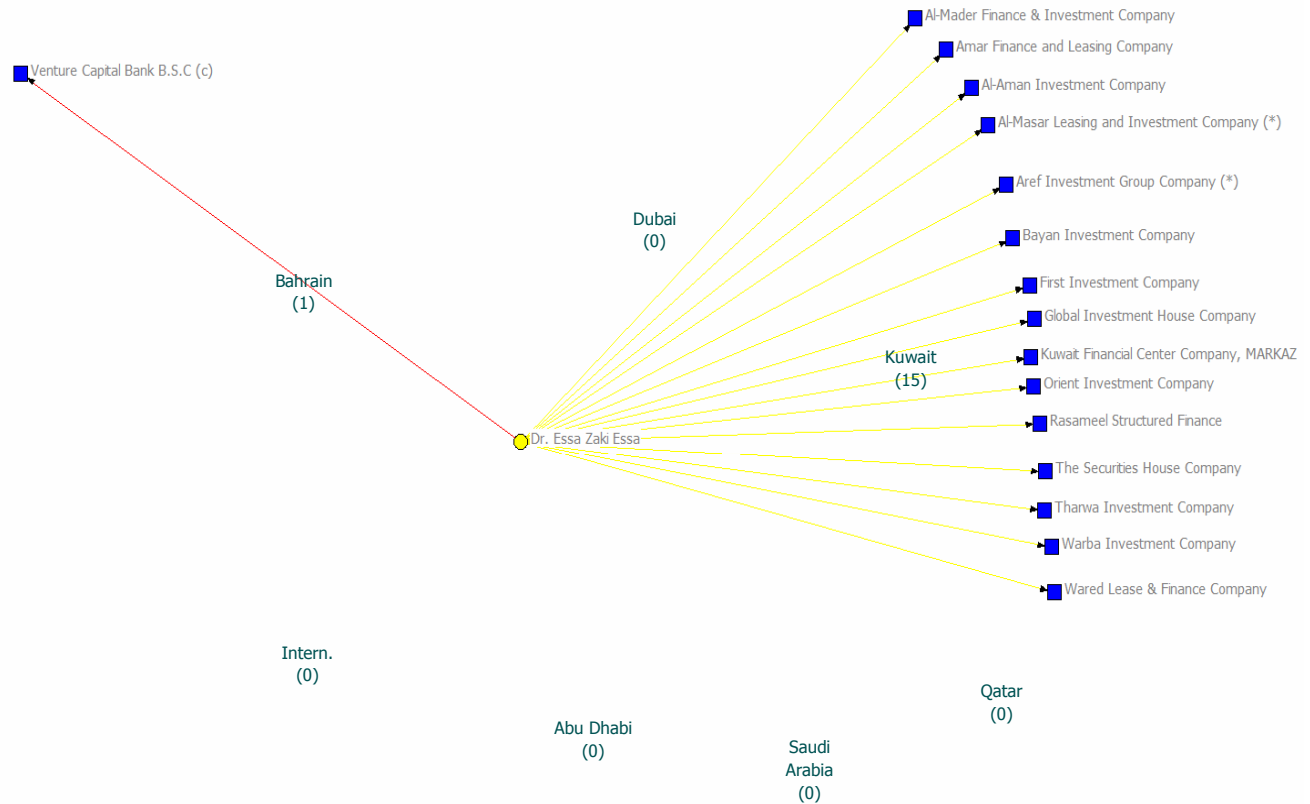 Al-Mader Finance & Investment Company
Amar Finance and Leasing Company
Venture Capital Bank B.S.C (c)
Al-Aman Investment Company
Al-Masar Leasing and Investment Company (*)
Aref Investment Group Company (*)
Dubai
(0)
Bayan Investment Company
Bahrain
(1)
First Investment Company
Global Investment House Company
Kuwait
(15)
Kuwait Financial Center Company, MARKAZ
Orient Investment Company
Rasameel Structured Finance
Dr. Essa Zaki Essa
The Securities House Company
Tharwa Investment Company
Warba Investment Company
Wared Lease & Finance Company
Intern.
(0)
Qatar
(0)
Abu Dhabi
(0)
Saudi
Arabia
(0)